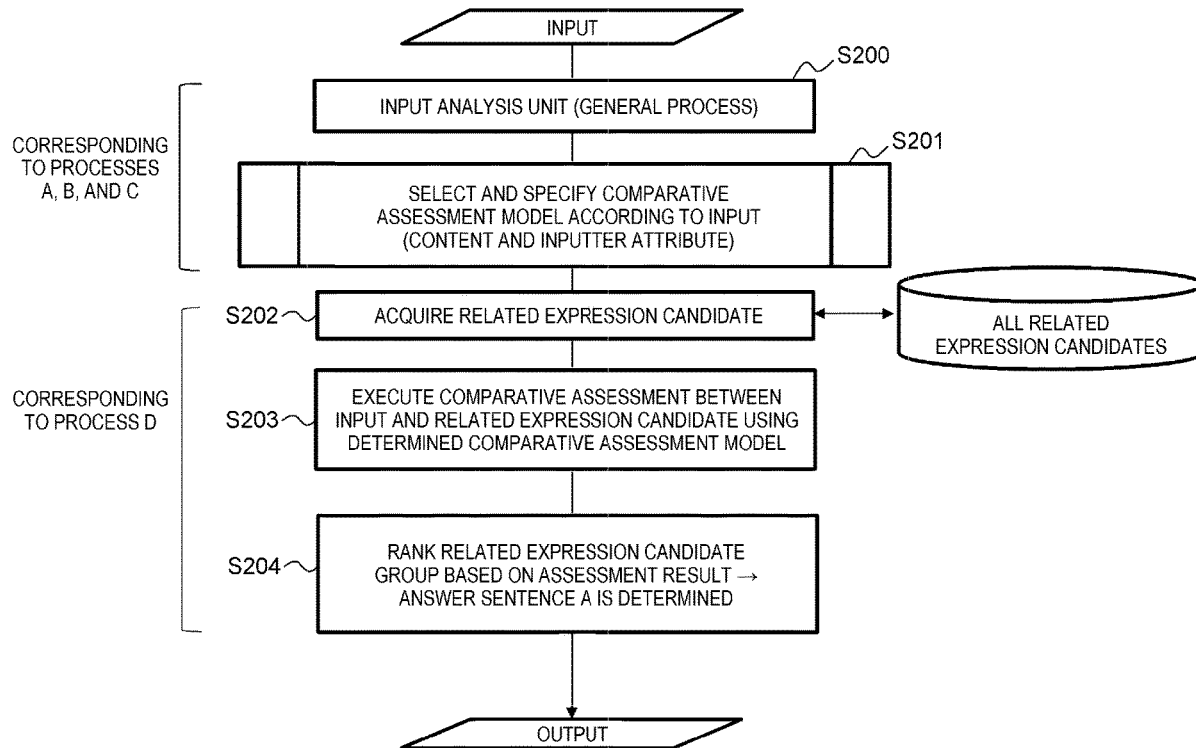 INPUT
S200
INPUT ANALYSIS UNIT (GENERAL PROCESS)
CORRESPONDING
TO PROCESSES
A, B, AND C
S201
SELECT AND SPECIFY COMPARATIVE
ASSESSMENT MODEL ACCORDING TO INPUT
(CONTENT AND INPUTTER ATTRIBUTE)
S202
ACQUIRE RELATED EXPRESSION CANDIDATE
ALL RELATED
EXPRESSION CANDIDATES
CORRESPONDING
TO PROCESS D
S203
EXECUTE COMPARATIVE ASSESSMENT BETWEEN
INPUT AND RELATED EXPRESSION CANDIDATE USING
DETERMINED COMPARATIVE ASSESSMENT MODEL
S204
RANK RELATED EXPRESSION CANDIDATE
GROUP BASED ON ASSESSMENT RESULT →
ANSWER SENTENCE A IS DETERMINED
OUTPUT